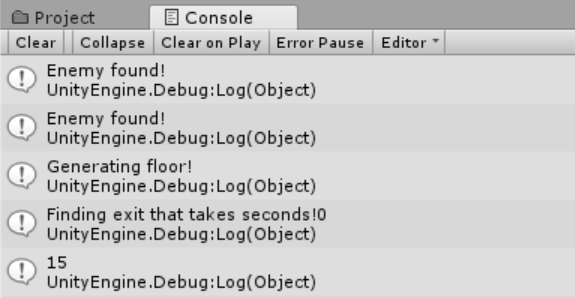 Project
Console
Clear
Collapse
Clear on Play
Error Pause
Editor
Enemy found!
UnityEngine.Debug:Log(Object)
Enemy found!
UnityEngine.Debug:Log(Object)
Generating floor!
UnityEngine.Debug:Log(Object)
Finding exit that takes seconds!0
UnityEngine.Debug:Log(Object)
15
UnityEngine.Debug:Log(Object)